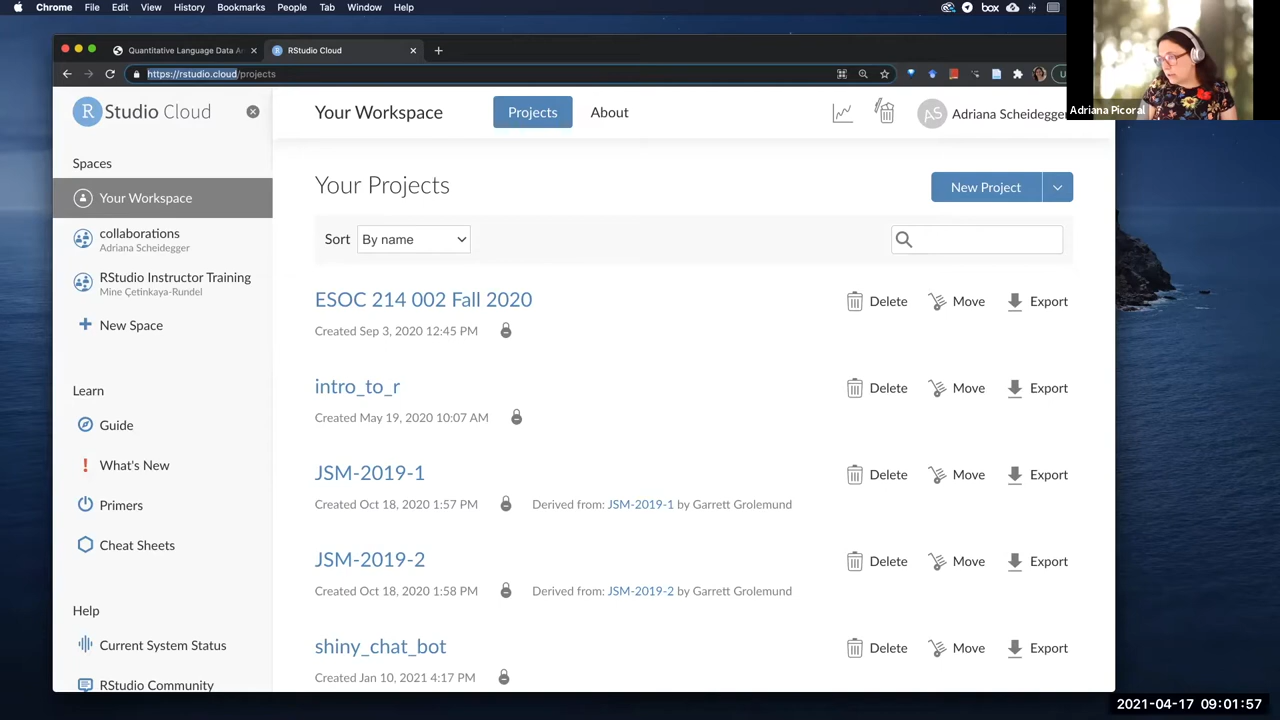 Chrome File Edit View History Bookmarks People Tab Window Help
box
Quantitative Language Data An
RStudio Cloud
https://rstudio.cloud/projects
Adriana Picoral
R Studio Cloud
Your Workspace
Projects
About
AS
Adriana Scheidegger
Spaces
Your Workspace
collaborations
Adriana Scheidegger
RStudio Instructor Training
Mine Çetinkaya-Rundel
New Space
Learn
Guide
What's New
Primers
Cheat Sheets
Help
Current System Status
RStudio Community
Your Projects
New Project
Sort By name
ESOC 214 002 Fall 2020 Delete Move Export
Created Sep 3, 2020 12:45 PM
intro_to_r Delete Move Export
Created May 19, 2020 10:07 AM
JSM-2019-1 Delete Move Export
Created Oct 18, 2020 1:57 PM Derived from: JSM-2019-1 by Garrett Grolemund
JSM-2019-2 Delete Move Export
Created Oct 18, 2020 1:58 PM Derived from: JSM-2019-2 by Garrett Grolemund
shiny_chat_bot Delete Move Export
Created Jan 10, 2021 4:17 PM
2021-04-17 09:01:57